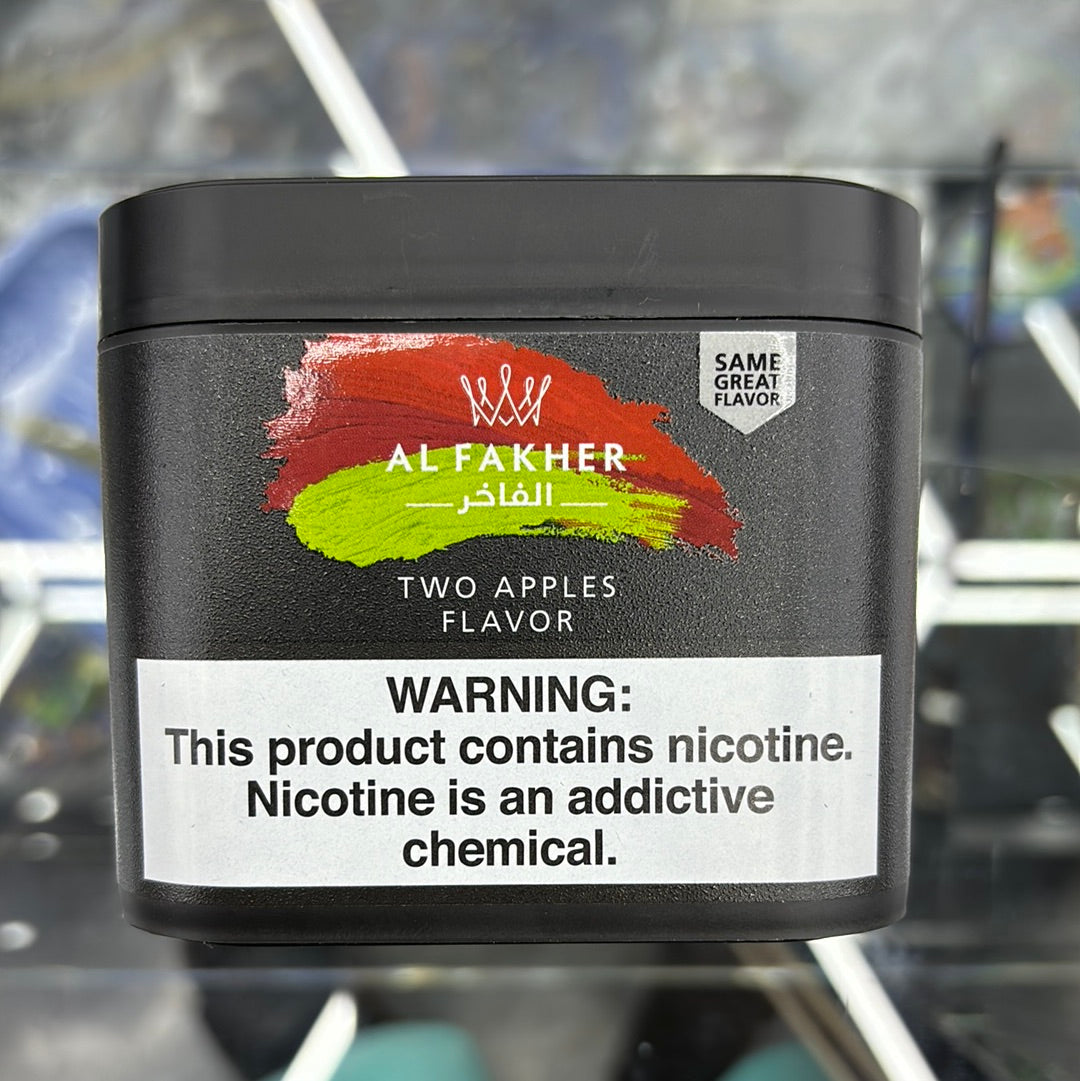 SAME
GREAT
FLAVOR
AL FAKHER
الفاخر
TWO APPLES
FLAVOR
WARNING:
This product contains nicotine.
Nicotine is an addictive
chemical.